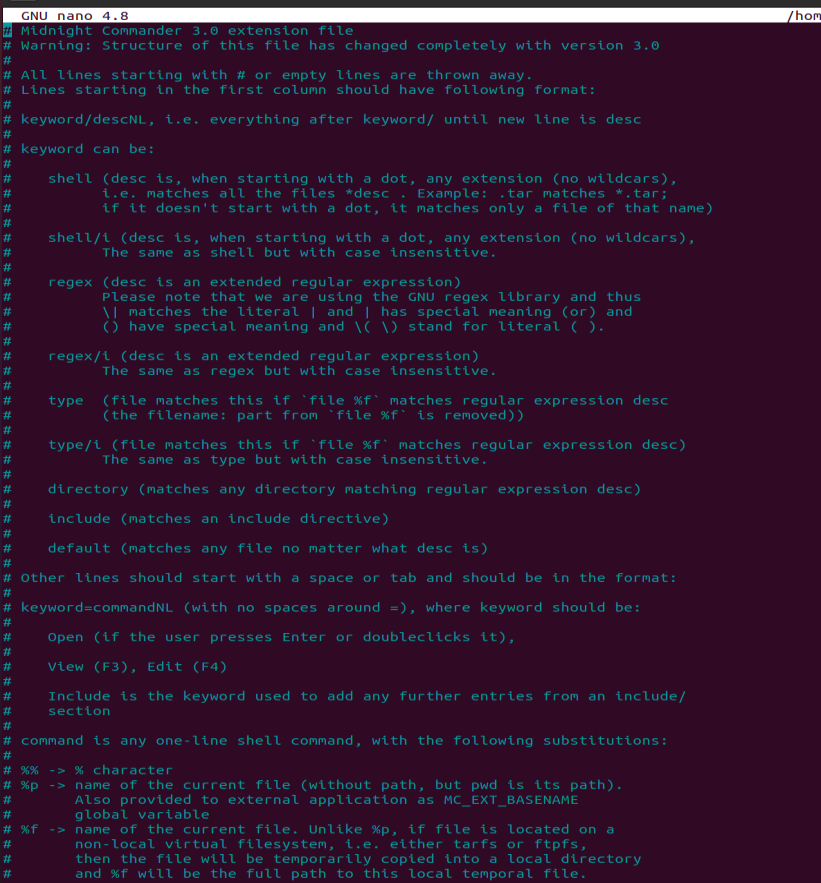 GNU nano 4.8 /hom
# Midnight Commander 3.0 extension file
# Warning: Structure of this file has changed completely with version 3.0
#
# All lines starting with # or empty lines are thrown away.
# Lines starting in the first column should have following format:
#
# keyword/descNL, i.e. everything after keyword/ until new line is desc
#
# keyword can be:
#
#    shell (desc is, when starting with a dot, any extension (no wildcars),
#          i.e. matches all the files *desc . Example: .tar matches *.tar;
#          if it doesn't start with a dot, it matches only a file of that name)
#
#    shell/i (desc is, when starting with a dot, any extension (no wildcars),
#          The same as shell but with case insensitive.
#
#    regex (desc is an extended regular expression)
#          Please note that we are using the GNU regex library and thus
#          \| matches the literal | and | has special meaning (or) and
#          () have special meaning and \( \) stand for literal ( ).
#
#    regex/i (desc is an extended regular expression)
#          The same as regex but with case insensitive.
#
#    type  (file matches this if `file %f` matches regular expression desc
#          (the filename: part from `file %f` is removed))
#
#    type/i (file matches this if `file %f` matches regular expression desc)
#          The same as type but with case insensitive.
#
#    directory (matches any directory matching regular expression desc)
#
#    include (matches an include directive)
#
#    default (matches any file no matter what desc is)
#
# Other lines should start with a space or tab and should be in the format:
#
# keyword=commandNL (with no spaces around =), where keyword should be:
#
#    Open (if the user presses Enter or doubleclicks it),
#
#    View (F3), Edit (F4)
#
#    Include is the keyword used to add any further entries from an include/
#    section
#
# command is any one-line shell command, with the following substitutions:
#
# %% -> % character
# %p -> name of the current file (without path, but pwd is its path).
#       Also provided to external application as MC_EXT_BASENAME
#       global variable
# %f -> name of the current file. Unlike %p, if file is located on a
#       non-local virtual filesystem, i.e. either tarfs or ftpfs,
#       then the file will be temporarily copied into a local directory
#       and %f will be the full path to this local temporal file.